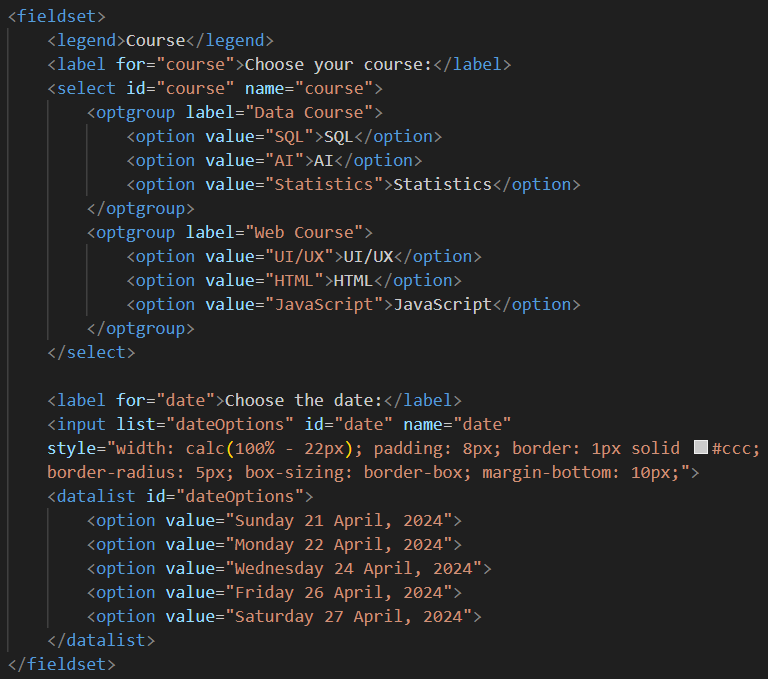 <fieldset>
    <legend>Course</legend>
    <label for="course">Choose your course:</label>
    <select id="course" name="course">
        <optgroup label="Data Course">
            <option value="SQL">SQL</option>
            <option value="AI">AI</option>
            <option value="Statistics">Statistics</option>
        </optgroup>
        <optgroup label="Web Course">
            <option value="UI/UX">UI/UX</option>
            <option value="HTML">HTML</option>
            <option value="JavaScript">JavaScript</option>
        </optgroup>
    </select>

    <label for="date">Choose the date:</label>
    <input list="dateOptions" id="date" name="date"
    style="width: calc(100% - 22px); padding: 8px; border: 1px solid #ccc;
    border-radius: 5px; box-sizing: border-box; margin-bottom: 10px;">
    <datalist id="dateOptions">
        <option value="Sunday 21 April, 2024">
        <option value="Monday 22 April, 2024">
        <option value="Wednesday 24 April, 2024">
        <option value="Friday 26 April, 2024">
        <option value="Saturday 27 April, 2024">
    </datalist>
</fieldset>